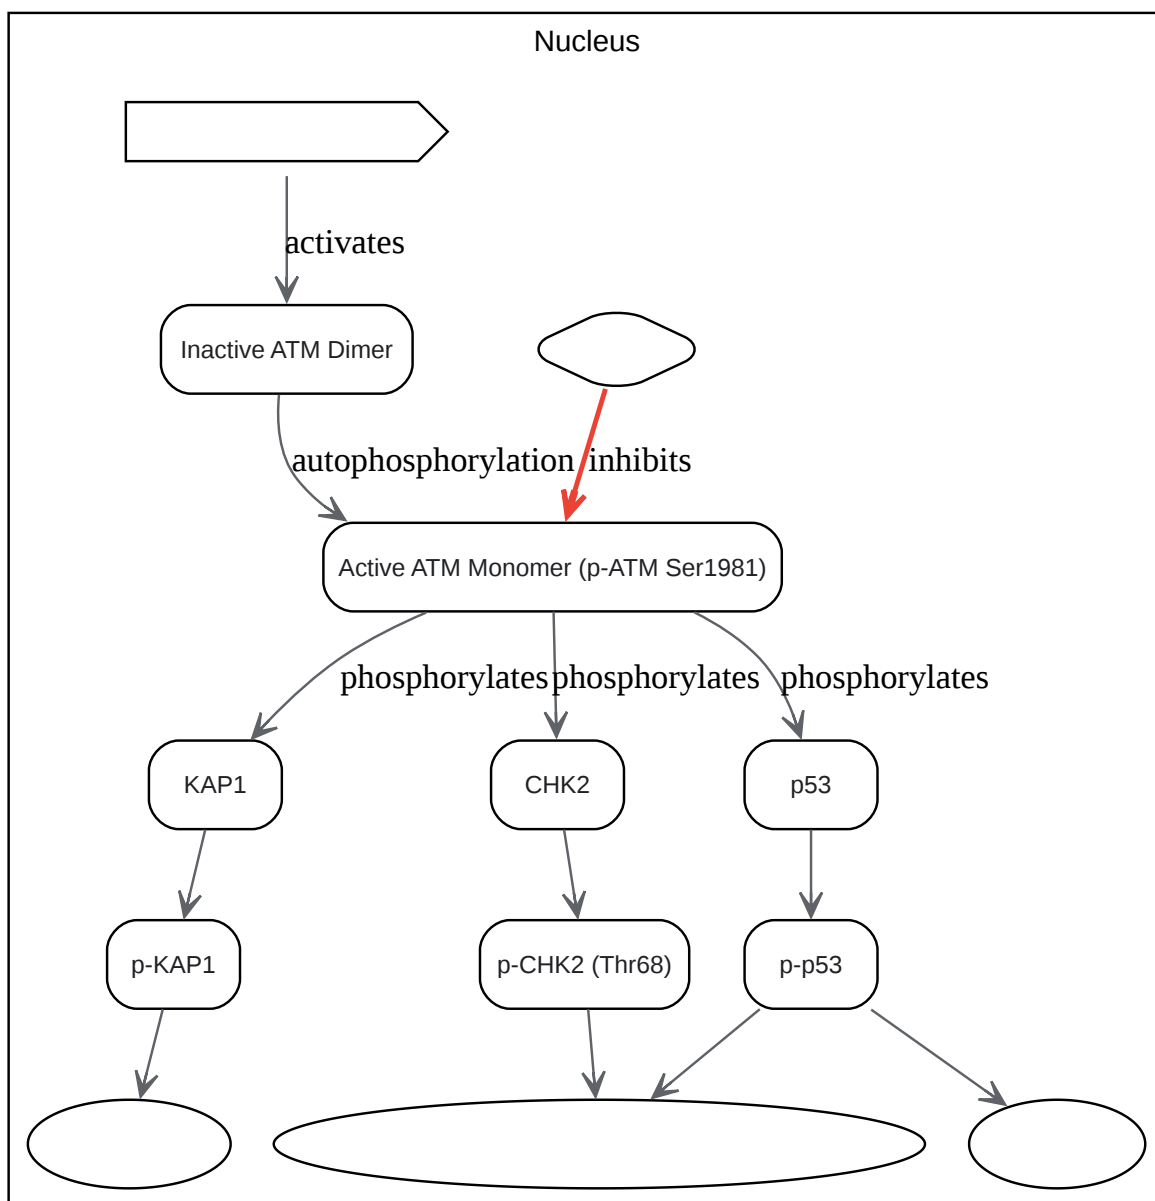 Nucleus
activates
Inactive ATM Dimer
autophosphorylation
inhibits
Active ATM Monomer (p-ATM Ser1981)
phosphorylates
phosphorylates
phosphorylates
KAP1
CHK2
p53
p-KAP1
p-CHK2 (Thr68)
p-p53